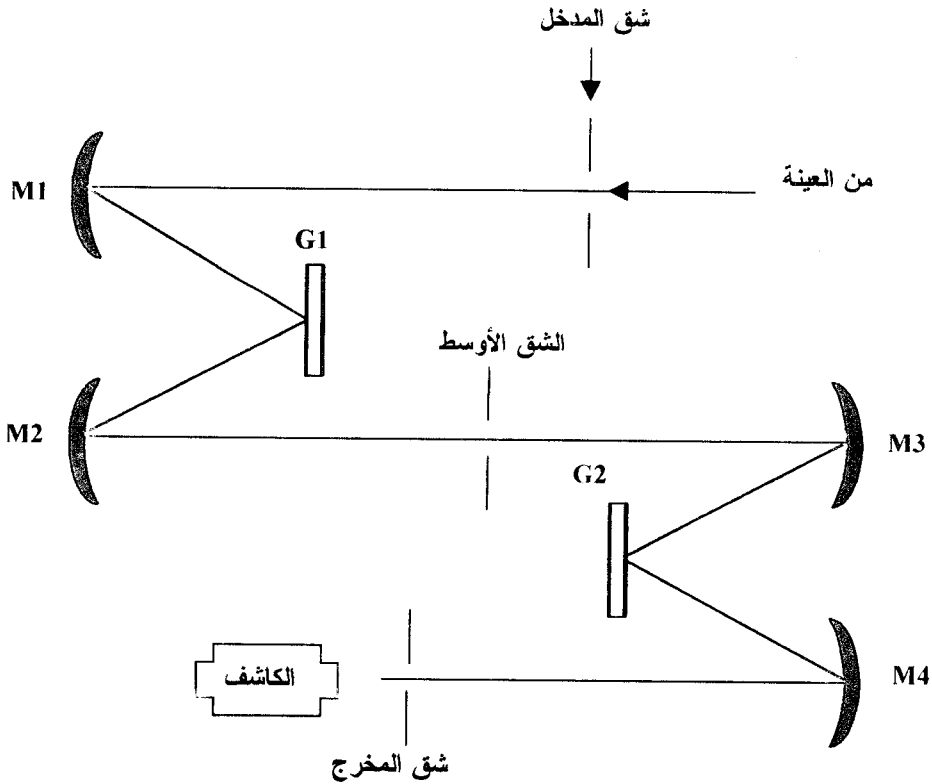 شق المدخل
M1
من العينة
G1
الشق الأوسط
M2
M3
G2
الكاشف
M4
شق المخرج